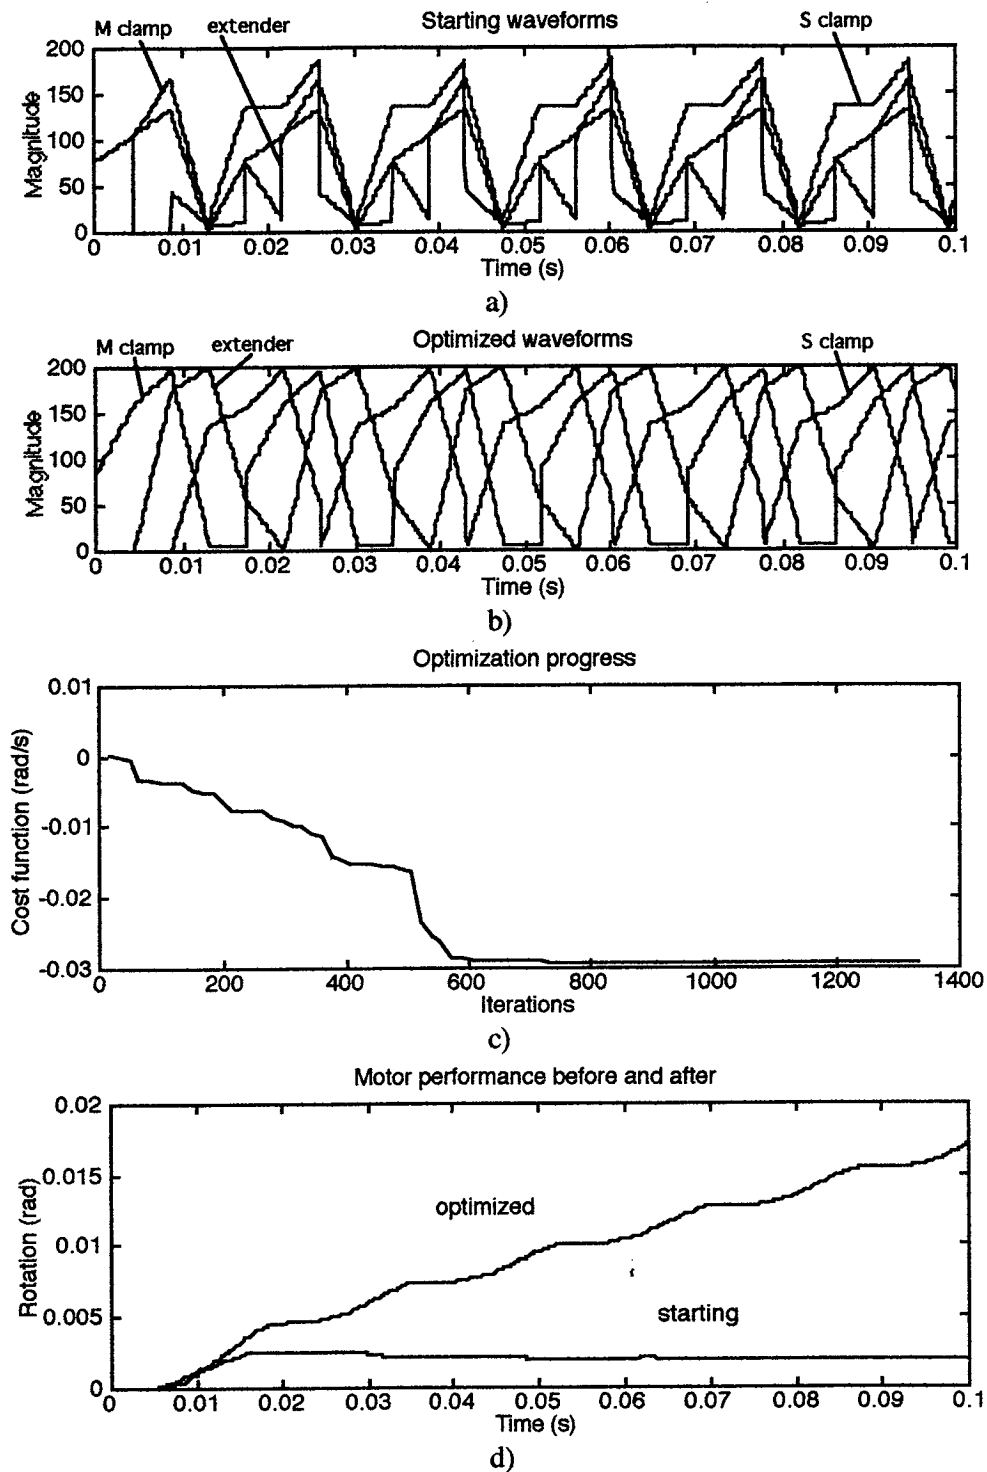 Starting waveforms
M clamp
extender
S clamp
Magnitude
200
150
100
50
0
0 0.01 0.02 0.03 0.04 0.05 0.06 0.07 0.08 0.09 0.1
Time (s)
a)
Optimized waveforms
M clamp
extender
S clamp
Magnitude
200
150
100
50
0
0 0.01 0.02 0.03 0.04 0.05 0.06 0.07 0.08 0.09 0.1
Time (s)
b)
Optimization progress
Cost function (rad/s)
0.01
0
-0.01
-0.02
-0.03
0 200 400 600 800 1000 1200 1400
Iterations
c)
Motor performance before and after
Rotation (rad)
0.02
0.015
0.01
0.005
0
optimized
starting
0.01 0.02 0.03 0.04 0.05 0.06 0.07 0.08 0.09 0.1
Time (s)
d)